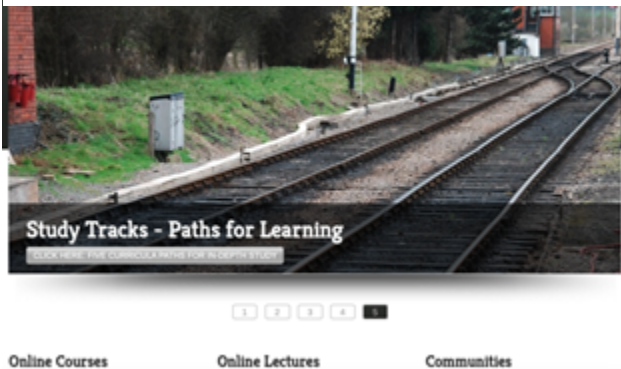 Study Tracks - Paths for Learning
CLICK HERE: FIVE CURRICULA PATHS FOR IN-DEPTH STUDY
1 2 3 4 5
Online Courses Online Lectures Communities